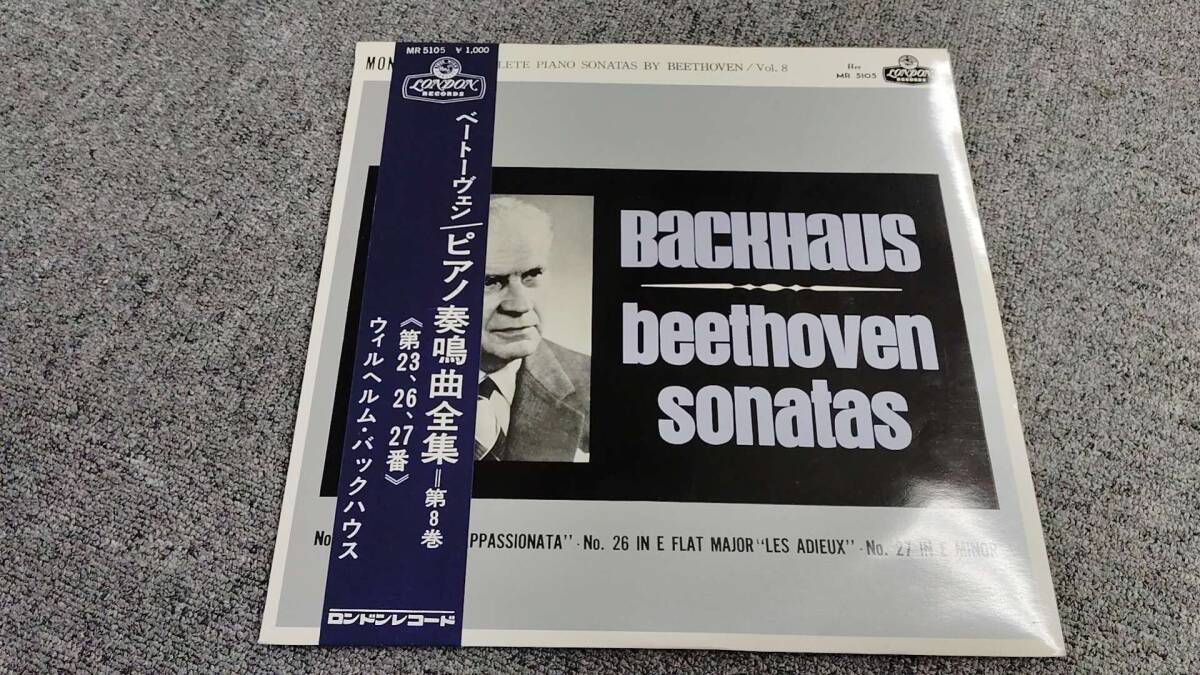 MR 5105 ¥1,000
LONDON
RECORDS
ベートーヴェン/ピアノ奏鳴曲全集=第8巻
《第23、26、27番》
ウィルヘルム・バックハウス
ロンドンレコード
MON
LETE PIANO SONATAS BY BEETHOVEN / Vol. 8
MR 5105
LONDON
RECORDS
BACKHAUS
beethoven
sonatas
No
PPASSIONATA" · No. 26 IN E FLAT MAJOR "LES ADIEUX" · No. 27 IN E MINOR